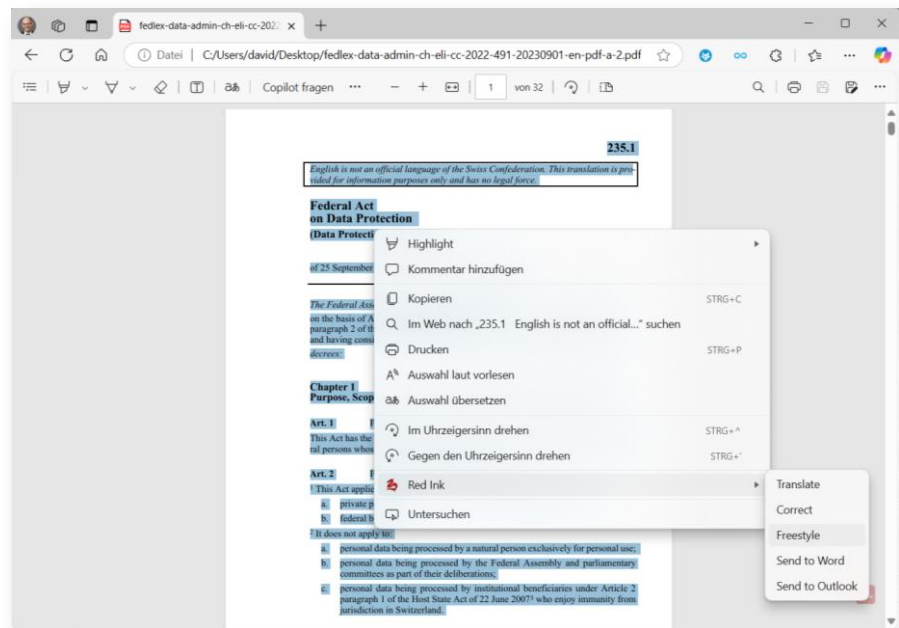 fedlex-data-admin-ch-eli-cc-2022
Datei | C:/Users/david/Desktop/fedlex-data-admin-ch-eli-cc-2022-491-20230901-en-pdf-a-2.pdf
Copilot fragen
1 von 32
235.1
English is not an official language of the Swiss Confederation. This translation is pro-
vided for information purposes only and has no legal force.
Federal Act
on Data Protection
(Data Protecti
of 25 September
The Federal Ass
on the basis of A
paragraph 2 of th
and having consi
decrees:
Chapter 1
Purpose, Scop
Art. 1
This Act has the
ral persons whos
Art. 2
1 This Act applie
a. private p
b. federal b
2 It does not apply to:
a. personal data being processed by a natural person exclusively for personal use;
b. personal data being processed by the Federal Assembly and parliamentary
committees as part of their deliberations;
c. personal data being processed by institutional beneficiaries under Article 2
paragraph 1 of the Host State Act of 22 June 2007³ who enjoy immunity from
jurisdiction in Switzerland.
Highlight
Kommentar hinzufügen
Kopieren STRG+C
Im Web nach „235.1 English is not an official...“ suchen
Drucken STRG+P
Auswahl laut vorlesen
Auswahl übersetzen
Im Uhrzeigersinn drehen STRG+^
Gegen den Uhrzeigersinn drehen STRG+'
Red Ink
Untersuchen
Translate
Correct
Freestyle
Send to Word
Send to Outlook